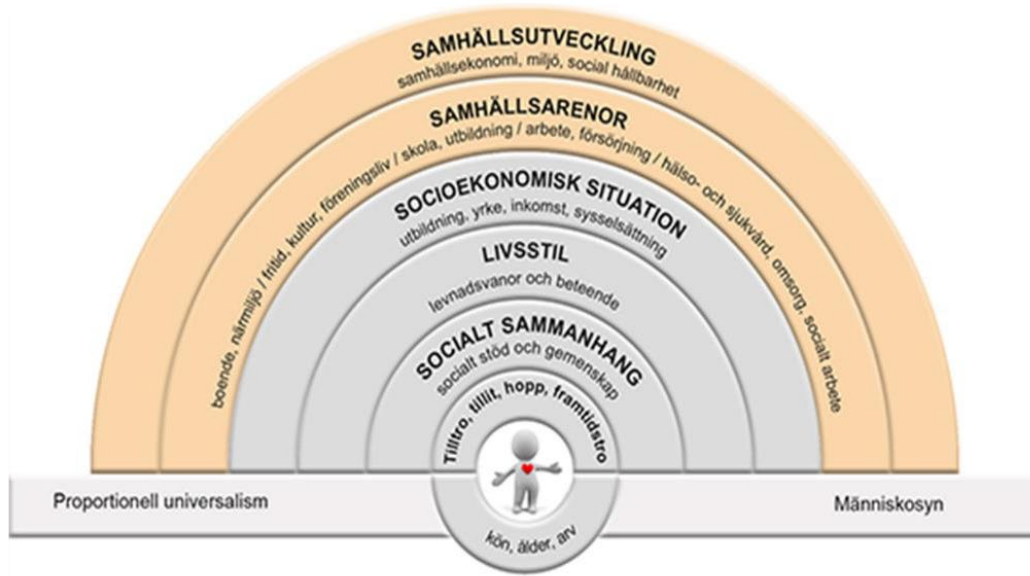 SAMHÄLLSUTVECKLING
samhällsekonomi, miljö, social hållbarhet
SAMHÄLLSARENOR
boende, närmiljö / fritid, kultur, föreningsliv / skola, utbildning / arbete, försörjning / hälso- och sjukvård, omsorg, socialt arbete
SOCIOEKONOMISK SITUATION
utbildning, yrke, inkomst, sysselsättning
LIVSSTIL
levnadsvanor och beteende
SOCIALT SAMMANHANG
socialt stöd och gemenskap
Tilltro, tillit, hopp, framtidstro
Proportionell universalism
Människosyn
kön, ålder, arv